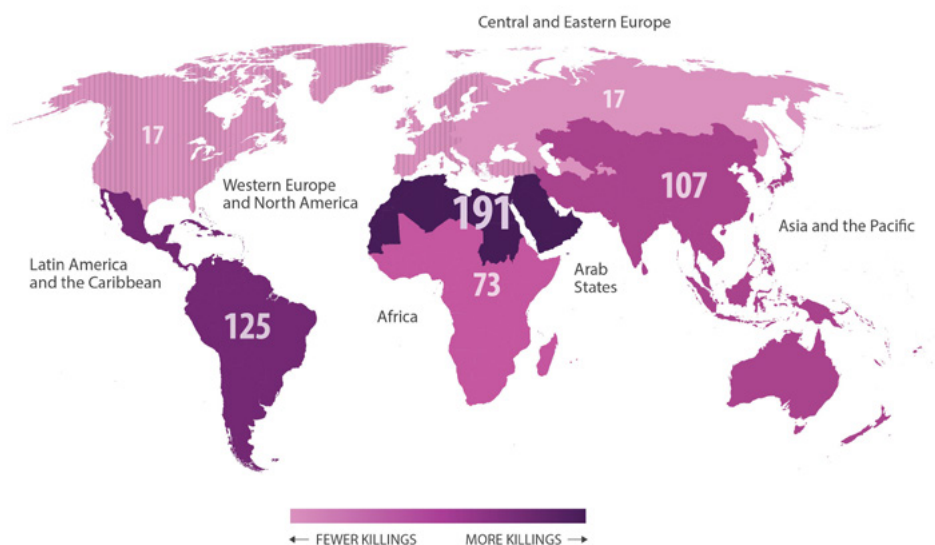 Central and Eastern Europe
17
17
Western Europe
and North America
191
107
Asia and the Pacific
Latin America
and the Caribbean
Arab
States
73
Africa
125
← FEWER KILLINGS MORE KILLINGS →